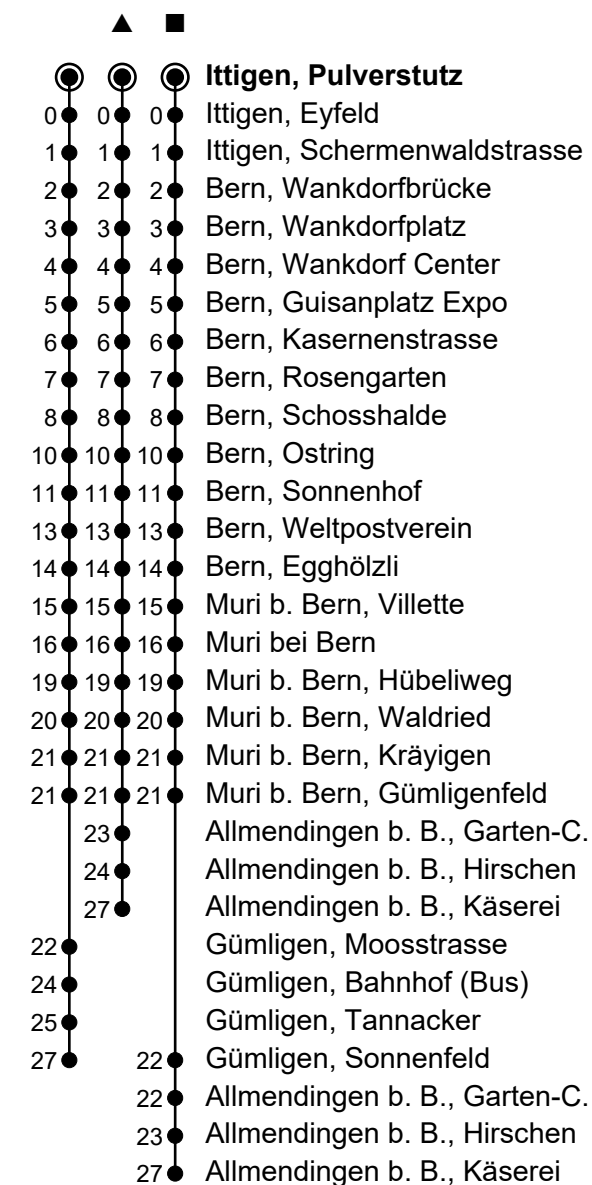 ▲ ■
Ittigen, Pulverstutz
0 0 0 Ittigen, Eyfeld
1 1 1 Ittigen, Schermenwaldstrasse
2 2 2 Bern, Wankdorfbrücke
3 3 3 Bern, Wankdorfplatz
4 4 4 Bern, Wankdorf Center
5 5 5 Bern, Guisanplatz Expo
6 6 6 Bern, Kasernenstrasse
7 7 7 Bern, Rosengarten
8 8 8 Bern, Schosshalde
10 10 10 Bern, Ostring
11 11 11 Bern, Sonnenhof
13 13 13 Bern, Weltpostverein
14 14 14 Bern, Egghölzli
15 15 15 Muri b. Bern, Villette
16 16 16 Muri bei Bern
19 19 19 Muri b. Bern, Hübeliweg
20 20 20 Muri b. Bern, Waldried
21 21 21 Muri b. Bern, Kräyigen
21 21 21 Muri b. Bern, Gümligenfeld
23 Allmendingen b. B., Garten-C.
24 Allmendingen b. B., Hirschen
27 Allmendingen b. B., Käserei
22 Gümligen, Moosstrasse
24 Gümligen, Bahnhof (Bus)
25 Gümligen, Tannacker
27 22 Gümligen, Sonnenfeld
22 Allmendingen b. B., Garten-C.
23 Allmendingen b. B., Hirschen
27 Allmendingen b. B., Käserei